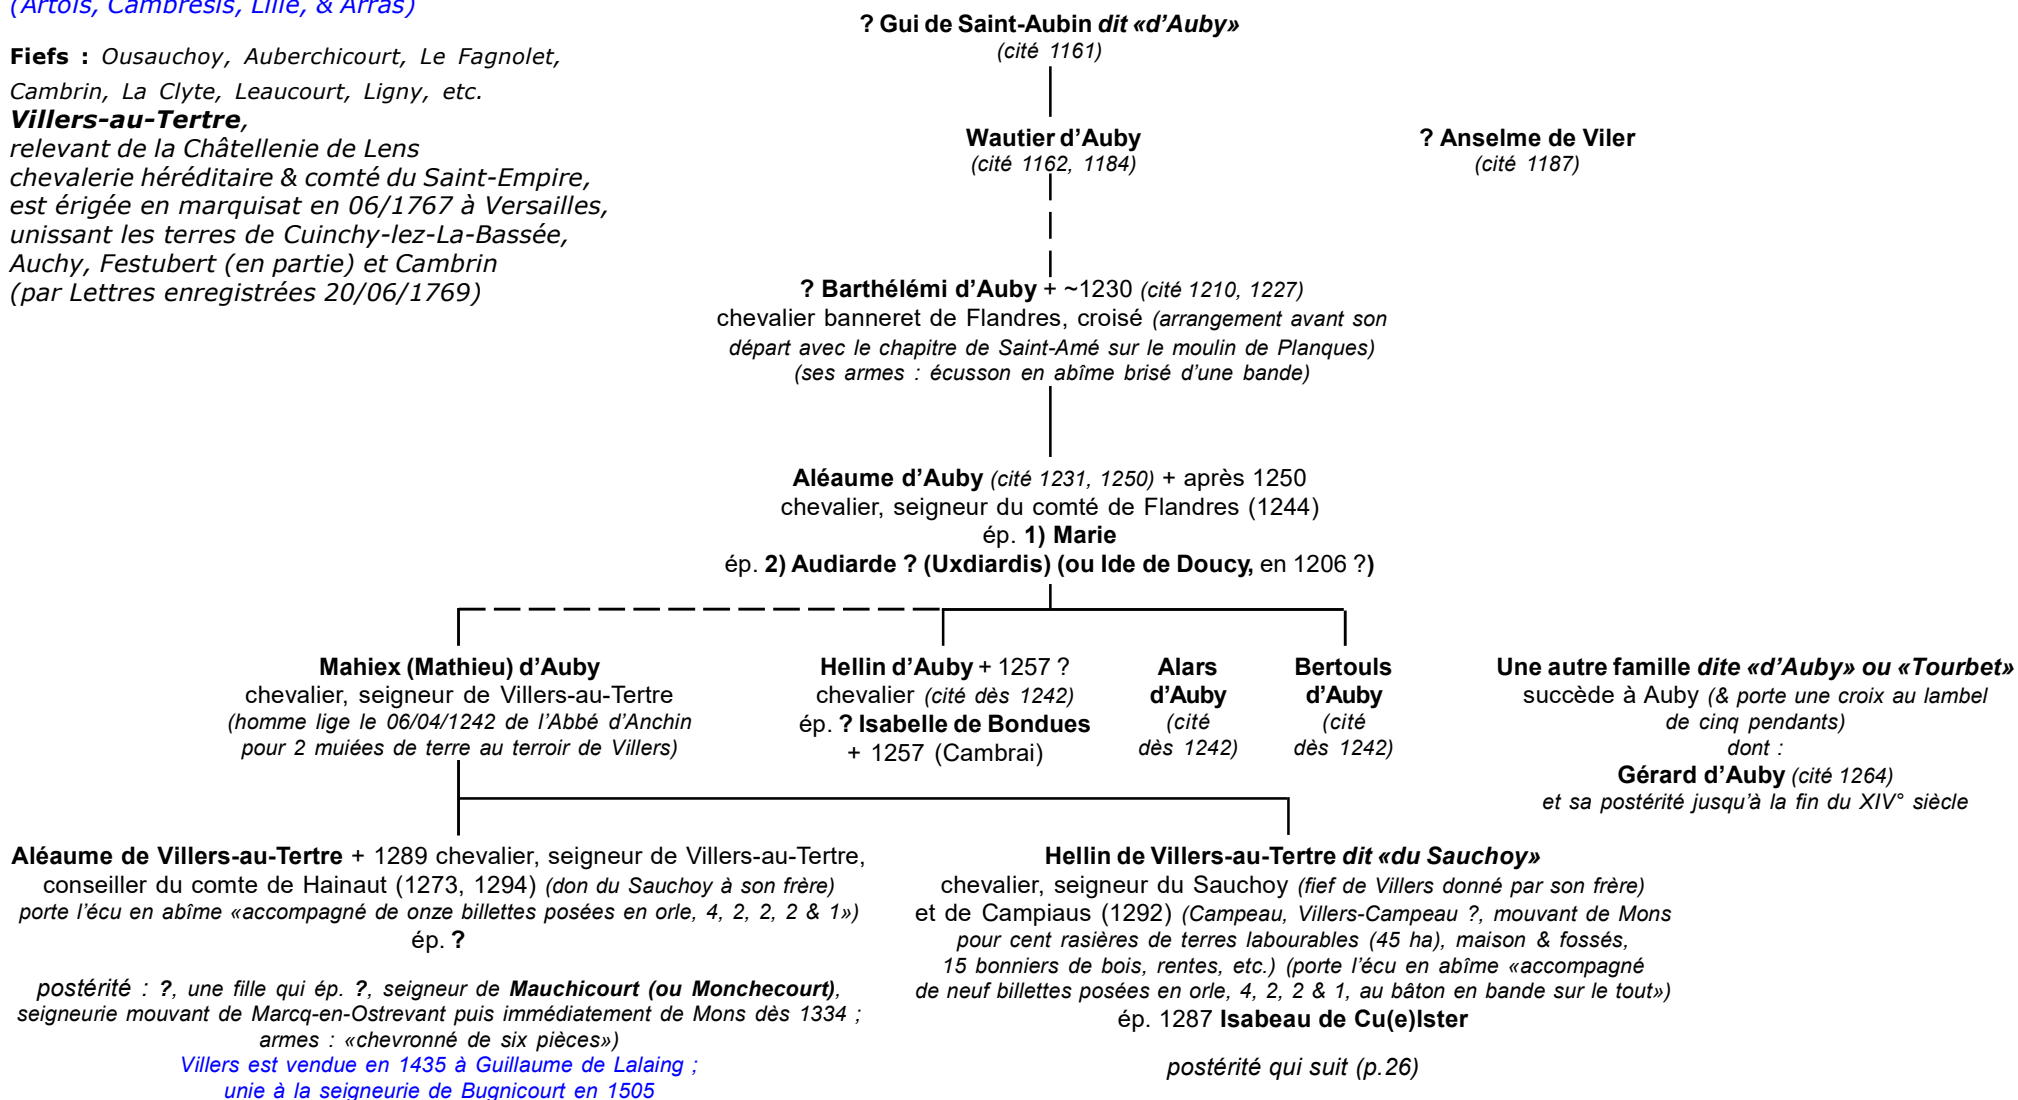 (Artois, Cambrésis, Lille, & Arras)
Fiefs : Ousauchoy, Auberchicourt, Le Fagnolet,
Cambrin, La Clyte, Leaucourt, Ligny, etc.
Villers-au-Tertre,
relevant de la Châtellenie de Lens
chevalerie héréditaire & comté du Saint-Empire,
est érigée en marquisat en 06/1767 à Versailles,
unissant les terres de Cuinchy-lez-La-Bassée,
Auchy, Festubert (en partie) et Cambrin
(par Lettres enregistrées 20/06/1769)
? Gui de Saint-Aubin dit «d’Auby»
(cité 1161)
Wautier d’Auby
(cité 1162, 1184)
? Anselme de Viler
(cité 1187)
? Barthélémi d’Auby + ~1230 (cité 1210, 1227)
chevalier banneret de Flandres, croisé (arrangement avant son
départ avec le chapitre de Saint-Amé sur le moulin de Planques)
(ses armes : écusson en abîme brisé d’une bande)
Aléaume d’Auby (cité 1231, 1250) + après 1250
chevalier, seigneur du comté de Flandres (1244)
ép. 1) Marie
ép. 2) Audiarde ? (Uxdiardis) (ou Ide de Doucy, en 1206 ?)
Mahiex (Mathieu) d’Auby
chevalier, seigneur de Villers-au-Tertre
(homme lige le 06/04/1242 de l’Abbé d’Anchin
pour 2 muiées de terre au terroir de Villers)
Hellin d’Auby + 1257 ?
chevalier (cité dès 1242)
ép. ? Isabelle de Bondues
+ 1257 (Cambrai)
Alars
d’Auby
(cité
dès 1242)
Bertouls
d’Auby
(cité
dès 1242)
Une autre famille dite «d’Auby» ou «Tourbet»
succède à Auby (& porte une croix au lambel
de cinq pendants)
dont :
Gérard d’Auby (cité 1264)
et sa postérité jusqu’à la fin du XIV° siècle
Aléaume de Villers-au-Tertre + 1289 chevalier, seigneur de Villers-au-Tertre,
conseiller du comte de Hainaut (1273, 1294) (don du Sauchoy à son frère)
porte l’écu en abîme «accompagné de onze billettes posées en orle, 4, 2, 2, 2 & 1»)
ép. ?
postérité : ?, une fille qui ép. ?, seigneur de Mauchicourt (ou Monchecourt),
seigneurie mouvant de Marcq-en-Ostrevant puis immédiatement de Mons dès 1334 ;
armes : «chevronné de six pièces»)
Villers est vendue en 1435 à Guillaume de Lalaing ;
unie à la seigneurie de Bugnicourt en 1505
Hellin de Villers-au-Tertre dit «du Sauchoy»
chevalier, seigneur du Sauchoy (fief de Villers donné par son frère)
et de Campiaus (1292) (Campeau, Villers-Campeau ?, mouvant de Mons
pour cent rasières de terres labourables (45 ha), maison & fossés,
15 bonniers de bois, rentes, etc.) (porte l’écu en abîme «accompagné
de neuf billettes posées en orle, 4, 2, 2 & 1, au bâton en bande sur le tout»)
ép. 1287 Isabeau de Cu(e)lster
postérité qui suit (p.26)